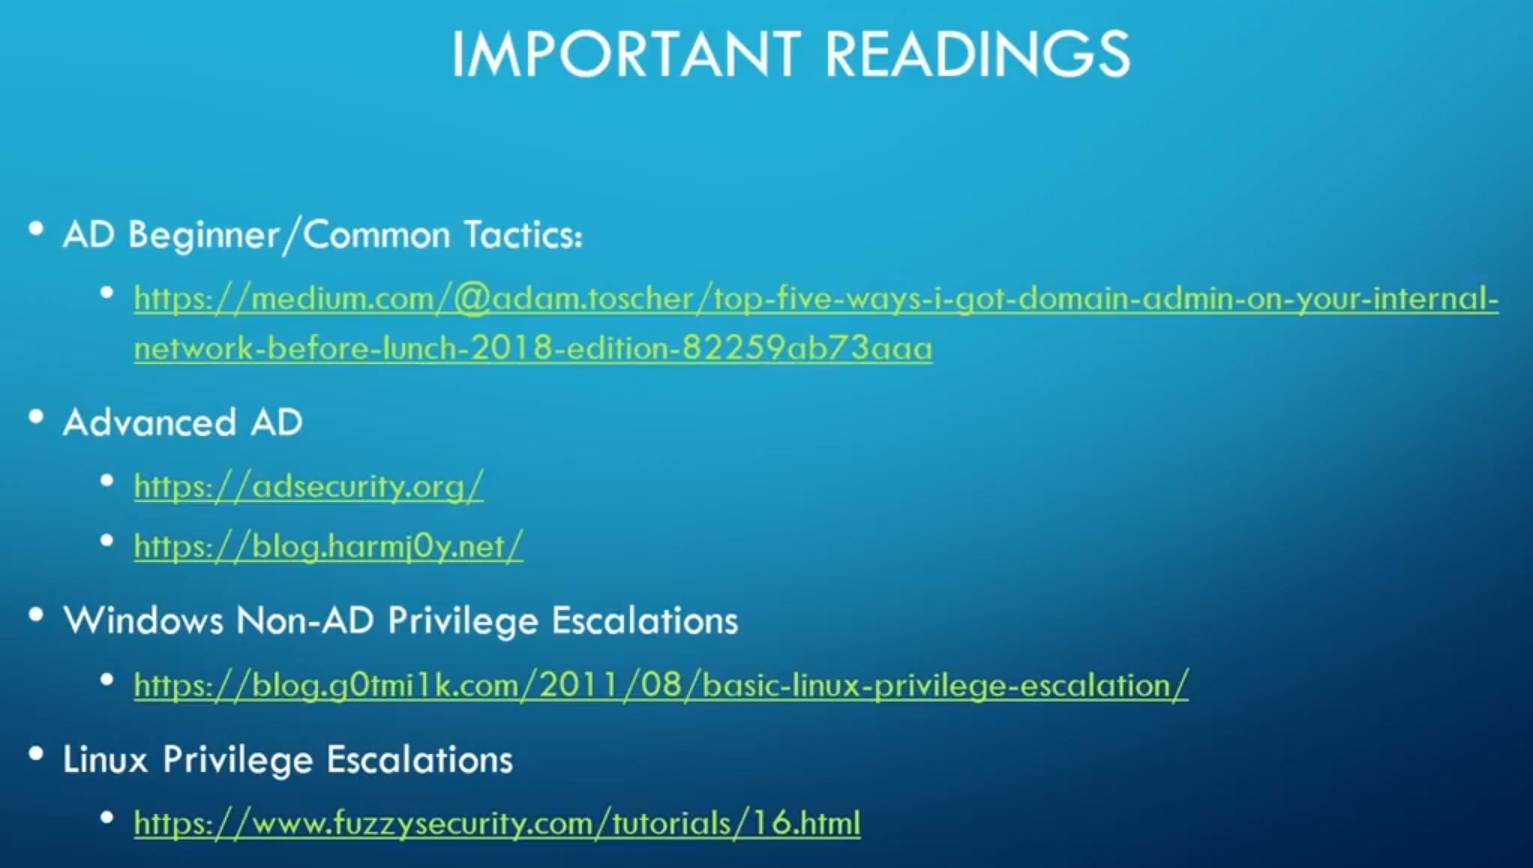 IMPORTANT READINGS
• AD Beginner/Common Tactics:
• https://medium.com/@adam.toscher/top-five-ways-i-got-domain-admin-on-your-internal-
network-before-lunch-2018-edition-82259ab73aaa
• Advanced AD
• https://adsecurity.org/
• https://blog.harmj0y.net/
• Windows Non-AD Privilege Escalations
• https://blog.g0tmi1k.com/2011/08/basic-linux-privilege-escalation/
• Linux Privilege Escalations
• https://www.fuzzysecurity.com/tutorials/16.html